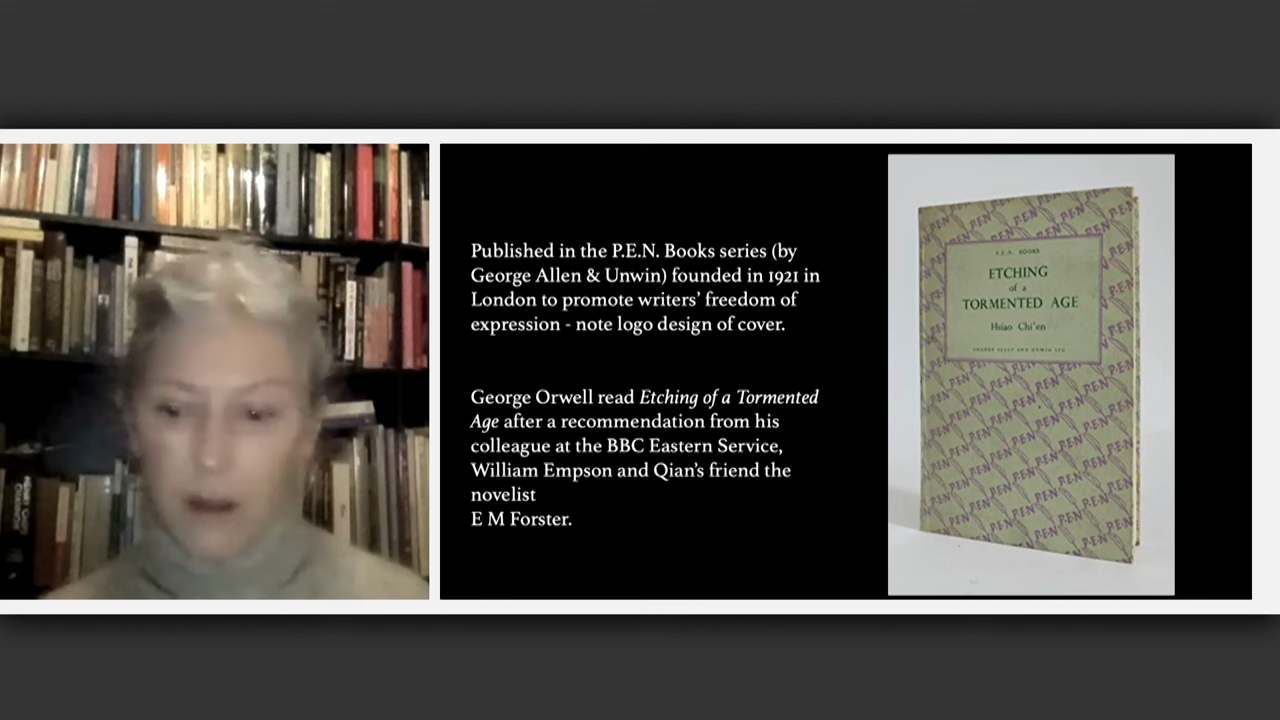 Published in the P.E.N. Books series (by
George Allen & Unwin) founded in 1921 in
London to promote writers' freedom of
expression - note logo design of cover.
George Orwell read Etching of a Tormented
Age after a recommendation from his
colleague at the BBC Eastern Service,
William Empson and Qian's friend the
novelist
E M Forster.
P.E.N. BOOKS
ETCHING
of a
TORMENTED AGE
Hsiao Ch'ien
GEORGE ALLEN AND UNWIN LTD